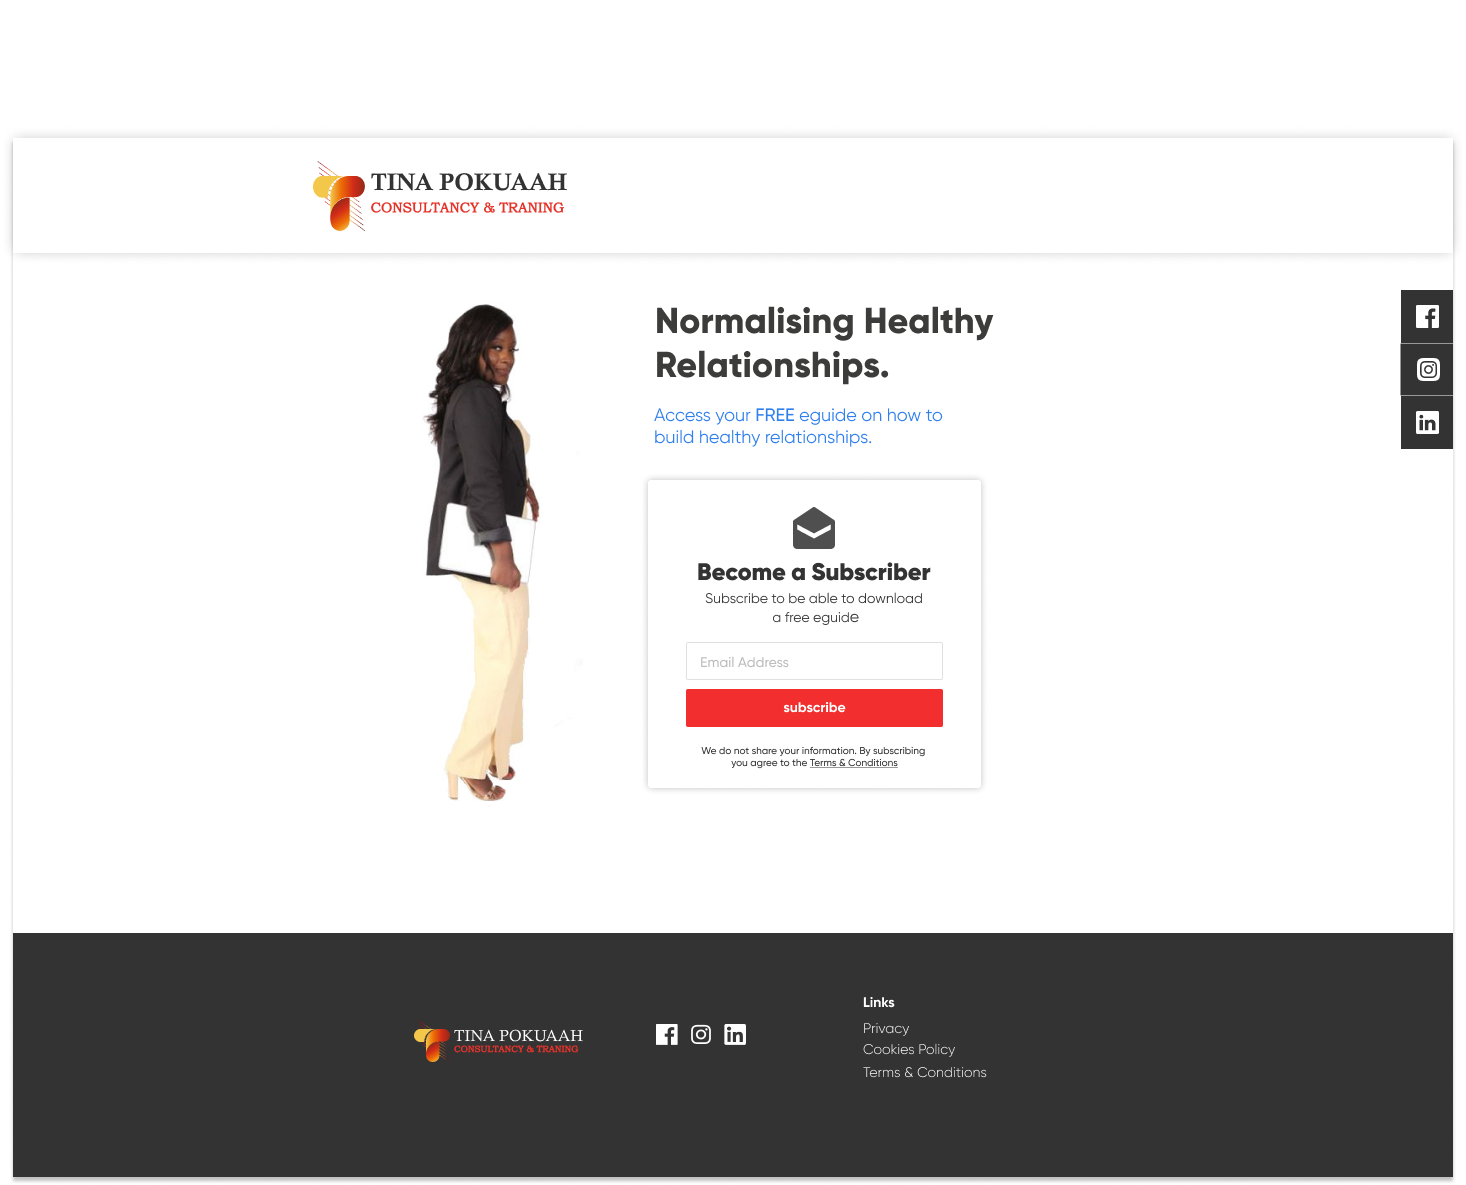 TINA POKUAAH
CONSULTANCY & TRANING
Normalising Healthy
Relationships.
Access your FREE eguide on how to
build healthy relationships.
Become a Subscriber
Subscribe to be able to download
a free eguide
Email Address
subscribe
We do not share your information. By subscribing
you agree to the Terms & Conditions
TINA POKUAAH
CONSULTANCY & TRANING
Links
Privacy
Cookies Policy
Terms & Conditions